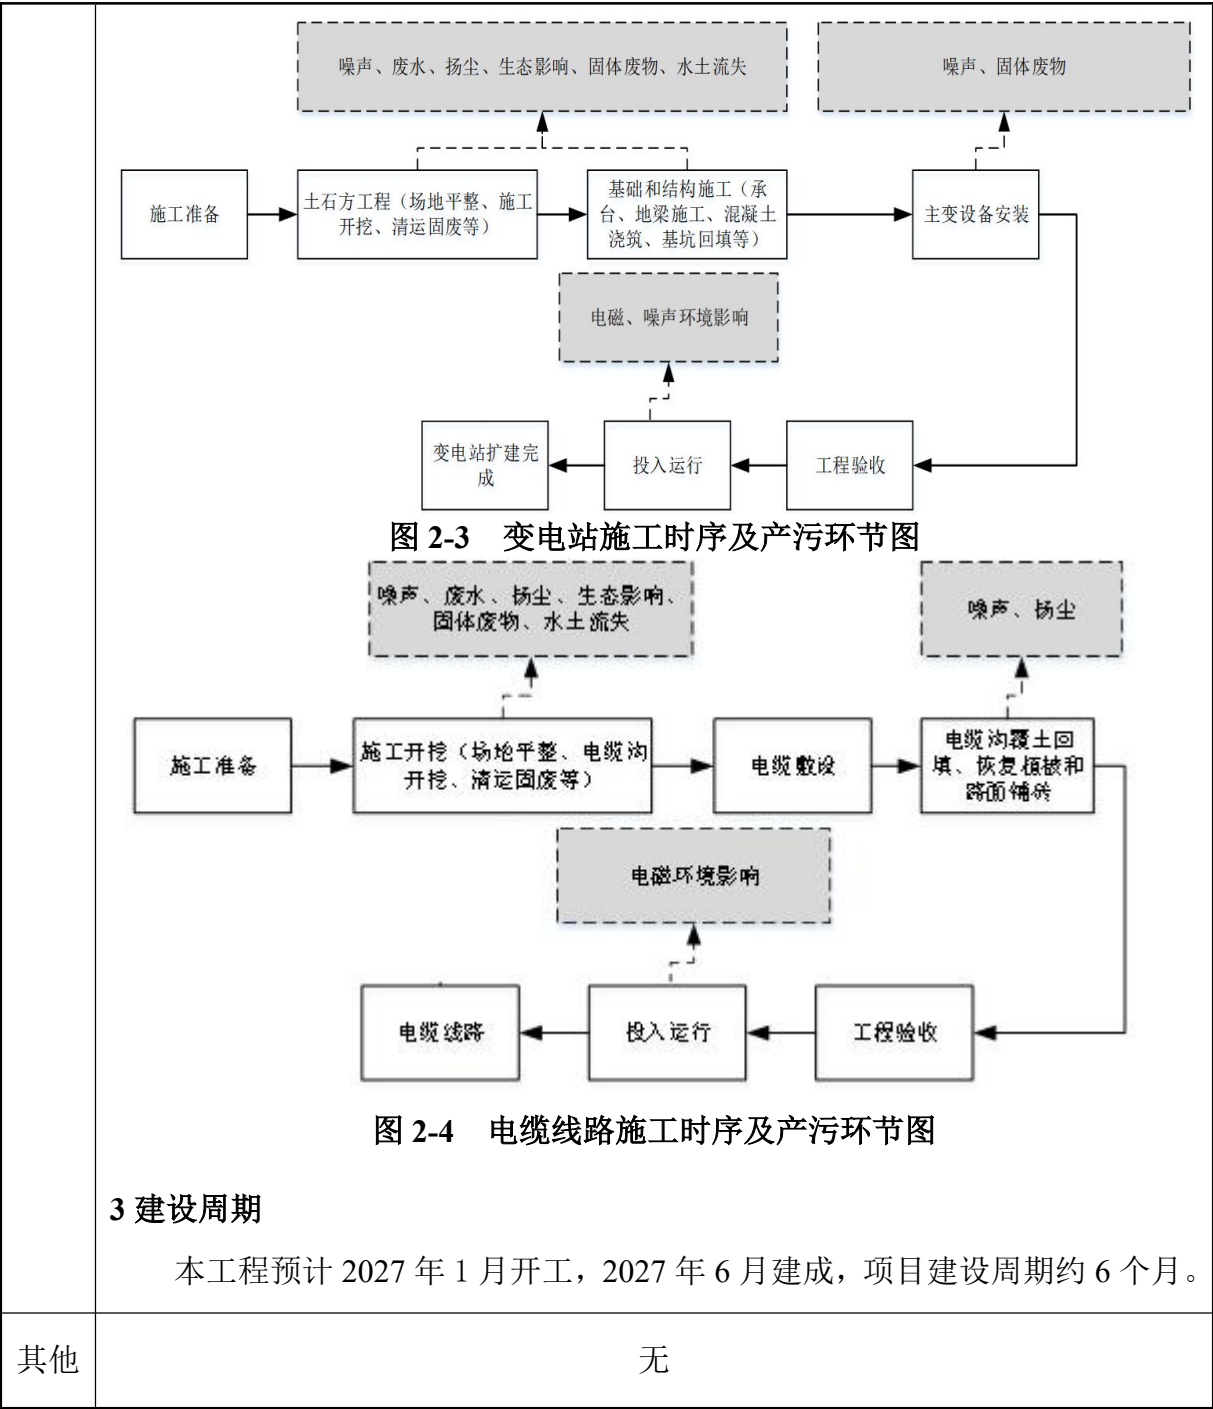 噪声、废水、扬尘、生态影响、固体废物、水土流失
噪声、固体废物
施工准备
土石方工程（场地平整、施工
开挖、清运固废等）
基础和结构施工（承
台、地梁施工、混凝土
浇筑、基坑回填等）
主变设备安装
电磁、噪声环境影响
变电站扩建完
成
投入运行
工程验收
图 2-3 变电站施工时序及产污环节图
噪声、废水、扬尘、生态影响、
固体废物、水土流失
噪声、扬尘
施工准备
施工开挖（场地平整、电缆沟
开挖、清运固废等）
电缆敷设
电缆沟覆土回
填、恢复植被和
路面铺砖
电磁环境影响
电缆线路
投入运行
工程验收
图 2-4 电缆线路施工时序及产污环节图
3 建设周期
本工程预计 2027 年 1 月开工，2027 年 6 月建成，项目建设周期约 6 个月。
其他
无